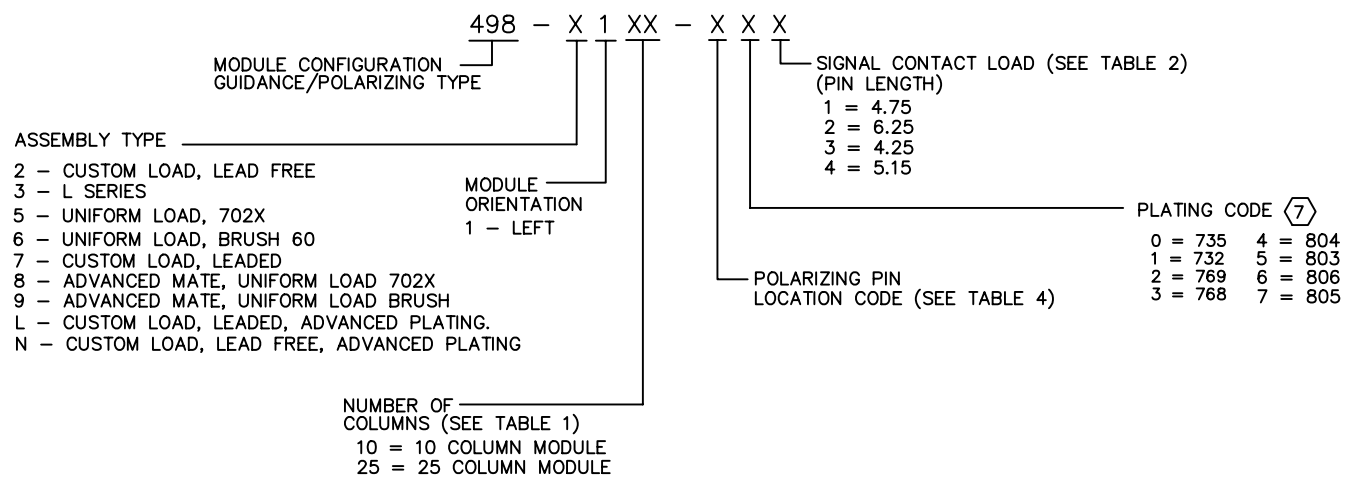 498 - X 1 XX - X X X
MODULE CONFIGURATION
GUIDANCE/POLARIZING TYPE
SIGNAL CONTACT LOAD (SEE TABLE 2)
(PIN LENGTH)
1 = 4.75
2 = 6.25
3 = 4.25
4 = 5.15
ASSEMBLY TYPE
2 - CUSTOM LOAD, LEAD FREE
3 - L SERIES
5 - UNIFORM LOAD, 702X
6 - UNIFORM LOAD, BRUSH 60
7 - CUSTOM LOAD, LEADED
8 - ADVANCED MATE, UNIFORM LOAD 702X
9 - ADVANCED MATE, UNIFORM LOAD BRUSH
L - CUSTOM LOAD, LEADED, ADVANCED PLATING.
N - CUSTOM LOAD, LEAD FREE, ADVANCED PLATING
MODULE
ORIENTATION
1 - LEFT
PLATING CODE 7
0 = 735 4 = 804
1 = 732 5 = 803
2 = 769 6 = 806
3 = 768 7 = 805
POLARIZING PIN
LOCATION CODE (SEE TABLE 4)
NUMBER OF
COLUMNS (SEE TABLE 1)
10 = 10 COLUMN MODULE
25 = 25 COLUMN MODULE